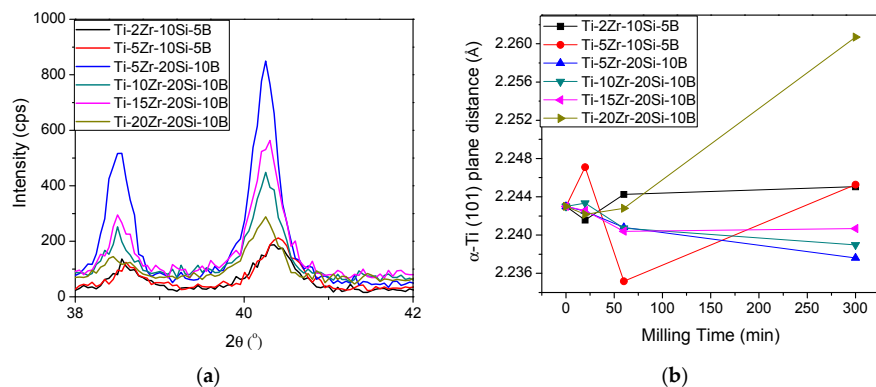 1000
800
600
400
200
0
Intensity (cps)
Ti-2Zr-10Si-5B
Ti-5Zr-10Si-5B
Ti-5Zr-20Si-10B
Ti-10Zr-20Si-10B
Ti-15Zr-20Si-10B
Ti-20Zr-20Si-10B
38
40
42
2θ (°)
(a)
2.260
2.256
2.252
2.248
2.244
2.240
2.236
α-Ti (101) plane distance (Å)
Ti-2Zr-10Si-5B
Ti-5Zr-10Si-5B
Ti-5Zr-20Si-10B
Ti-10Zr-20Si-10B
Ti-15Zr-20Si-10B
Ti-20Zr-20Si-10B
0
50
100
150
200
250
300
Milling Time (min)
(b)